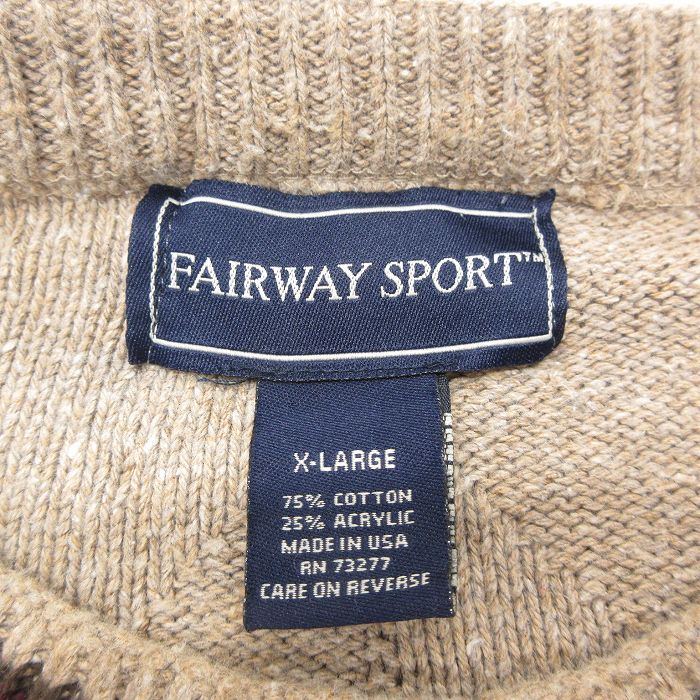 FAIRWAY SPORT™
X-LARGE
75% COTTON
25% ACRYLIC
MADE IN USA
RN 73277
CARE ON REVERSE